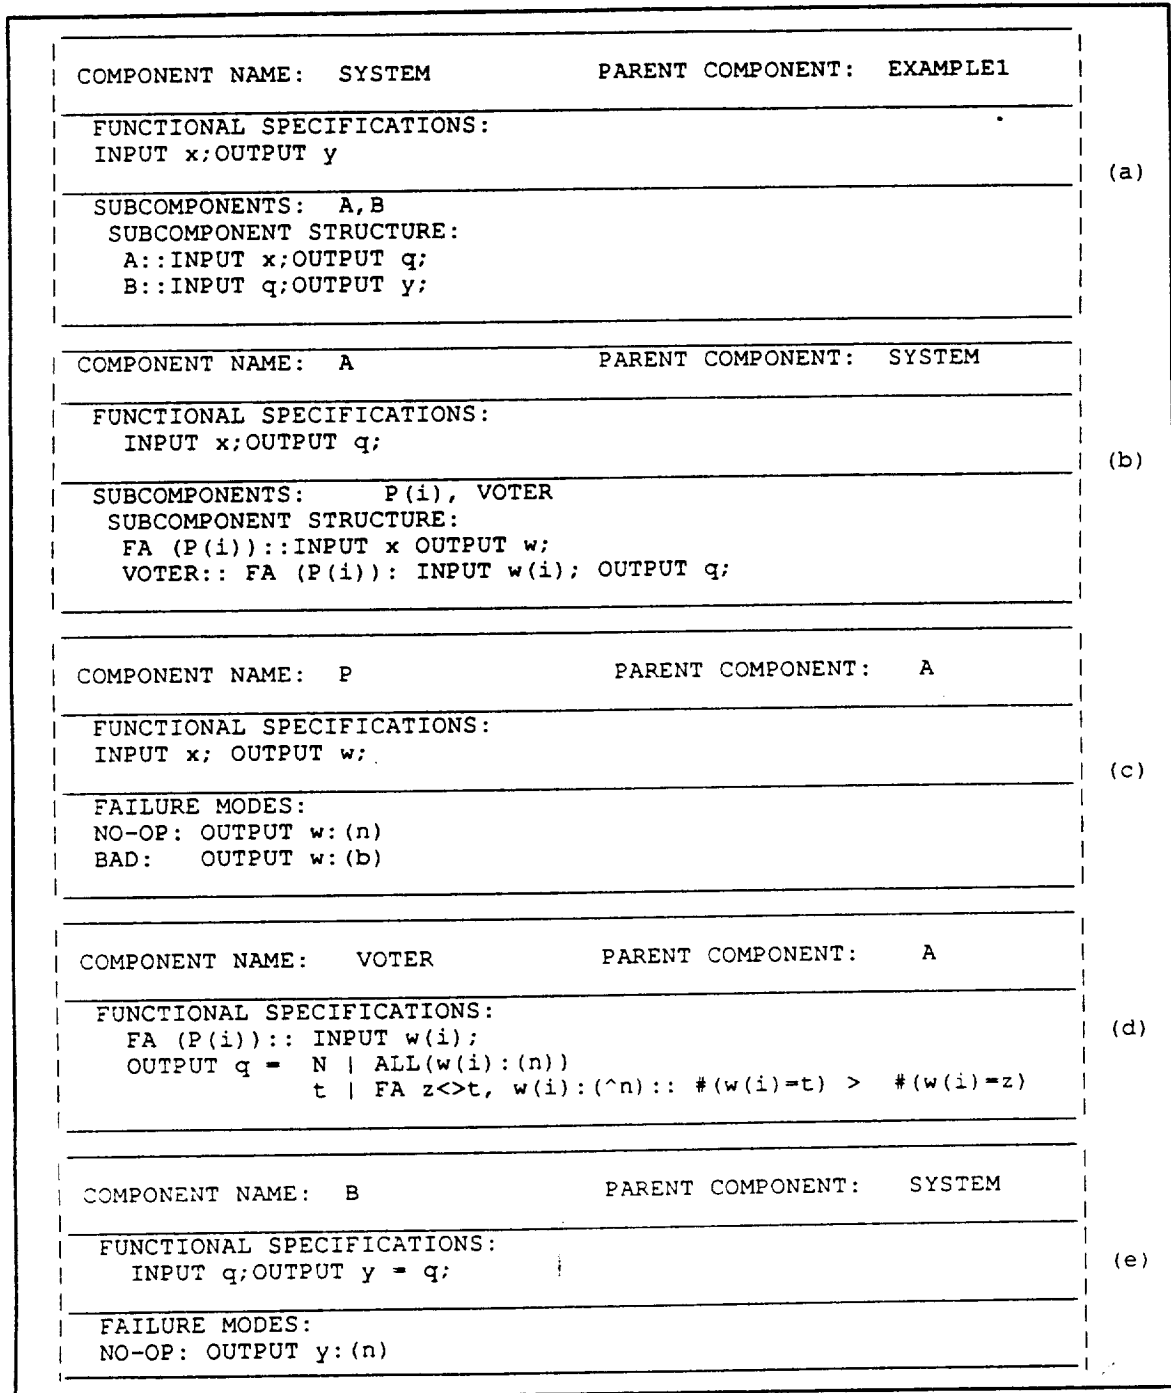 COMPONENT NAME: SYSTEM PARENT COMPONENT: EXAMPLE1
FUNCTIONAL SPECIFICATIONS:
INPUT x;OUTPUT y
(a)
SUBCOMPONENTS: A,B
SUBCOMPONENT STRUCTURE:
A::INPUT x;OUTPUT q;
B::INPUT q;OUTPUT y;
COMPONENT NAME: A PARENT COMPONENT: SYSTEM
FUNCTIONAL SPECIFICATIONS:
INPUT x;OUTPUT q;
(b)
SUBCOMPONENTS: P(i), VOTER
SUBCOMPONENT STRUCTURE:
FA (P(i))::INPUT x OUTPUT w;
VOTER:: FA (P(i)): INPUT w(i); OUTPUT q;
COMPONENT NAME: P PARENT COMPONENT: A
FUNCTIONAL SPECIFICATIONS:
INPUT x; OUTPUT w;
(c)
FAILURE MODES:
NO-OP: OUTPUT w:(n)
BAD: OUTPUT w:(b)
COMPONENT NAME: VOTER PARENT COMPONENT: A
FUNCTIONAL SPECIFICATIONS:
FA (P(i)):: INPUT w(i);
(d)
OUTPUT q = N | ALL(w(i):(n))
t | FA z<>t, w(i):(^n):: #(w(i)=t) > #(w(i)=z)
COMPONENT NAME: B PARENT COMPONENT: SYSTEM
FUNCTIONAL SPECIFICATIONS:
INPUT q;OUTPUT y = q;
(e)
FAILURE MODES:
NO-OP: OUTPUT y:(n)